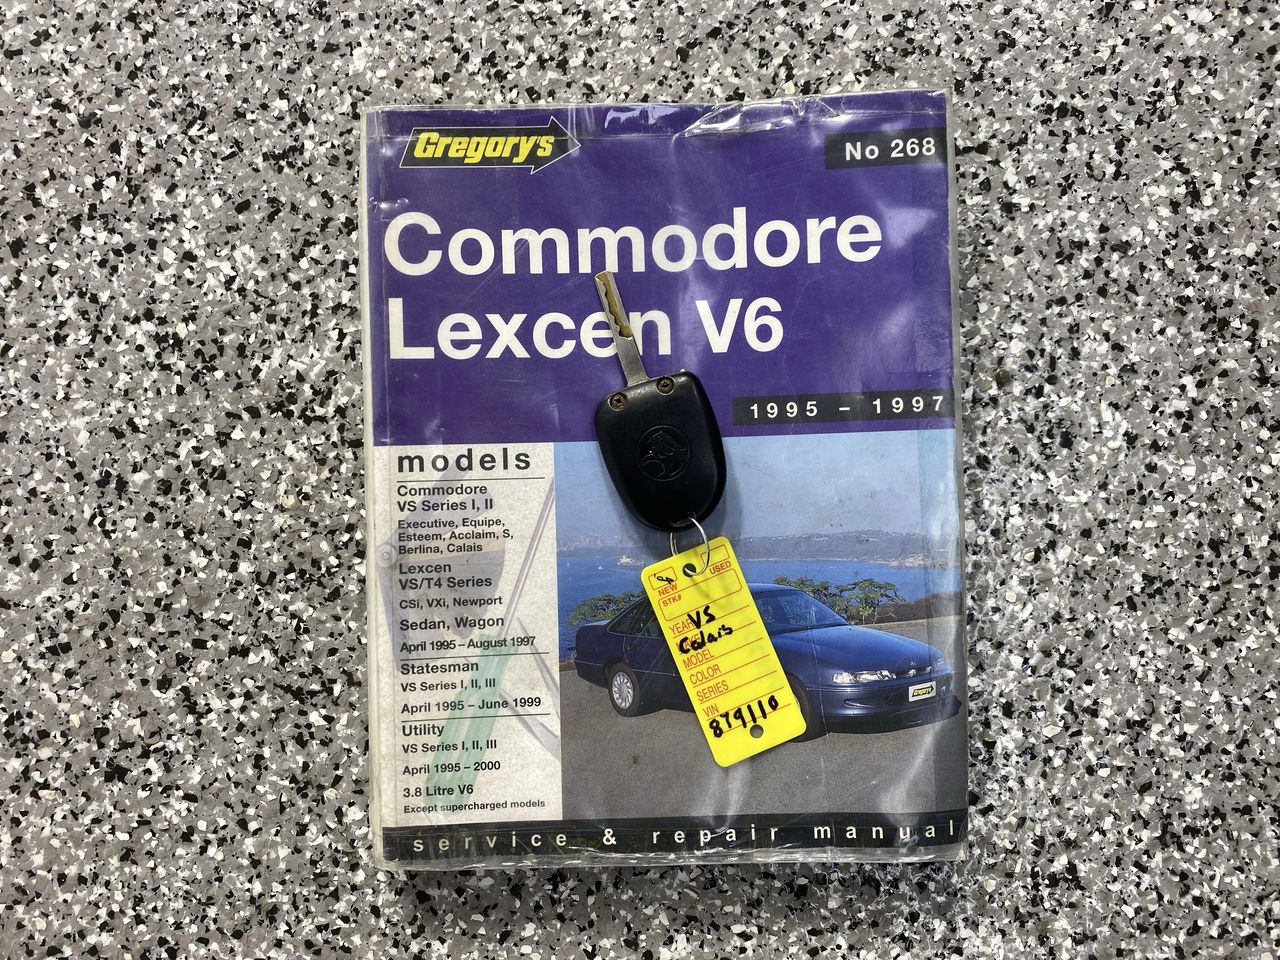 Gregory's
No 268
Commodore
Lexcen V6
1995 – 1997
models
Commodore
VS Series I, II
Executive, Equipe,
Esteem, Acclaim, S,
Berlina, Calais
Lexcen
VS/T4 Series
CSi, VXi, Newport
Sedan, Wagon
April 1995 – August 1997
Statesman
VS Series I, II, III
April 1995 – June 1999
Utility
VS Series I, II, III
April 1995 – 2000
3.8 Litre V6
Except supercharged models
NEW USED
STK#
YEAR VS
Calais
MODEL
COLOR
SERIES
VIN
879110
Gregory's
service & repair manual